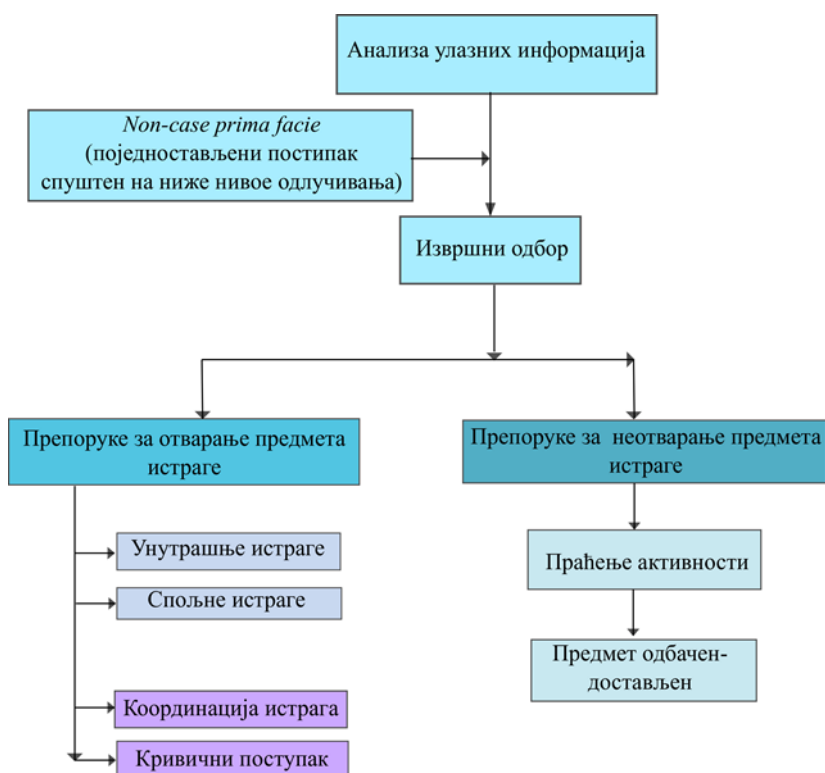 Анализа улазних информација
Non-case prima facie
(поједностављени постипак
спуштен на ниже нивое одлучивања)
Извршни одбор
Препоруке за отварање предмета
истраге
Препоруке за неотварање предмета
истраге
Унутрашње истраге
Спољне истраге
Координација истрага
Кривични поступак
Праћење активности
Предмет одбачен-
достављен